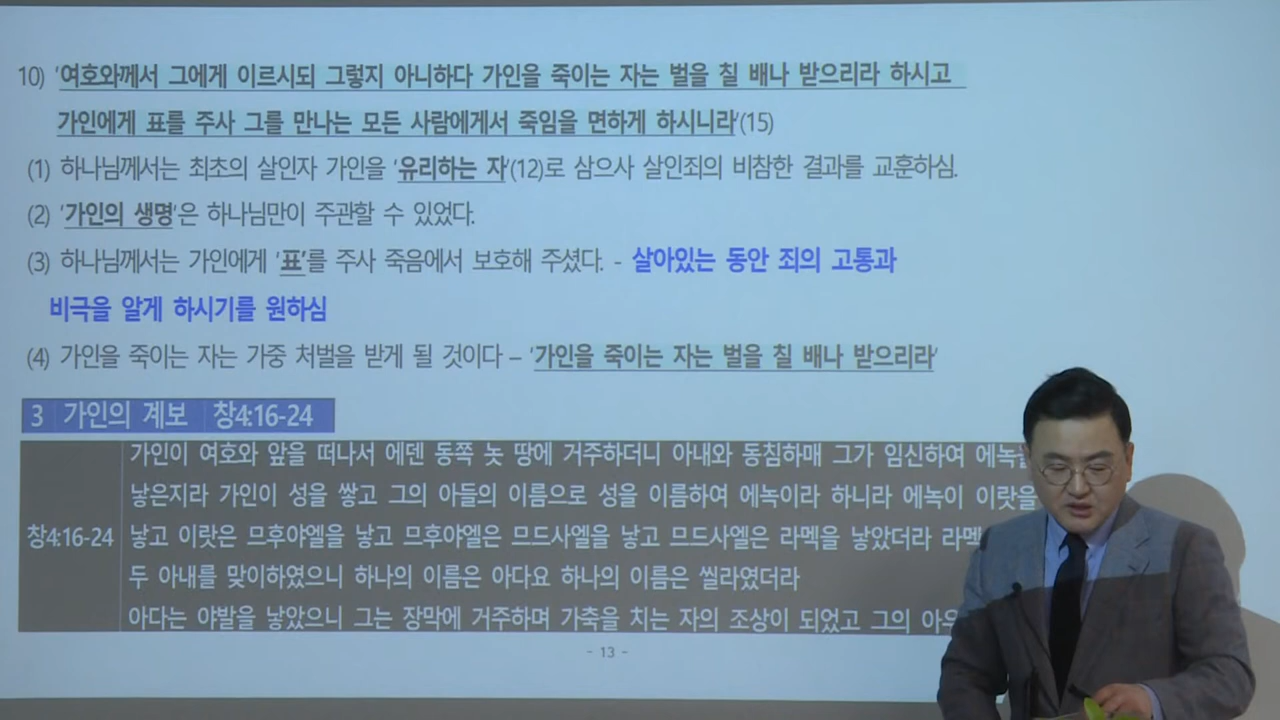 10) '여호와께서 그에게 이르시되 그렇지 아니하다 가인을 죽이는 자는 벌을 칠 배나 받으리라 하시고
가인에게 표를 주사 그를 만나는 모든 사람에게서 죽임을 면하게 하시니라'(15)
(1) 하나님께서는 최초의 살인자 가인을 '유리하는 자'(12)로 삼으사 살인죄의 비참한 결과를 교훈하심.
(2) '가인의 생명'은 하나님만이 주관할 수 있었다.
(3) 하나님께서는 가인에게 '표'를 주사 죽음에서 보호해 주셨다. - 살아있는 동안 죄의 고통과
비극을 알게 하시기를 원하심
(4) 가인을 죽이는 자는 가중 처벌을 받게 될 것이다 – '가인을 죽이는 자는 벌을 칠 배나 받으리라'
3 가인의 계보 창4:16-24
가인이 여호와 앞을 떠나서 에덴 동쪽 놋 땅에 거주하더니 아내와 동침하매 그가 임신하여
낳은지라 가인이 성을 쌓고 그의 아들의 이름으로 성을 이름하여 에녹이라 하니라 에녹이 이랏을
창4:16-24 낳고 이랏은 므후야엘을 낳고 므후야엘은 므드사엘을 낳고 므드사엘은 라멕을 낳았더라
두 아내를 맞이하였으니 하나의 이름은 아다요 하나의 이름은 씰라였더라
아다는 야발을 낳았으니 그는 장막에 거주하며 가축을 치는 자의 조상이 되었고 그의
- 13 -